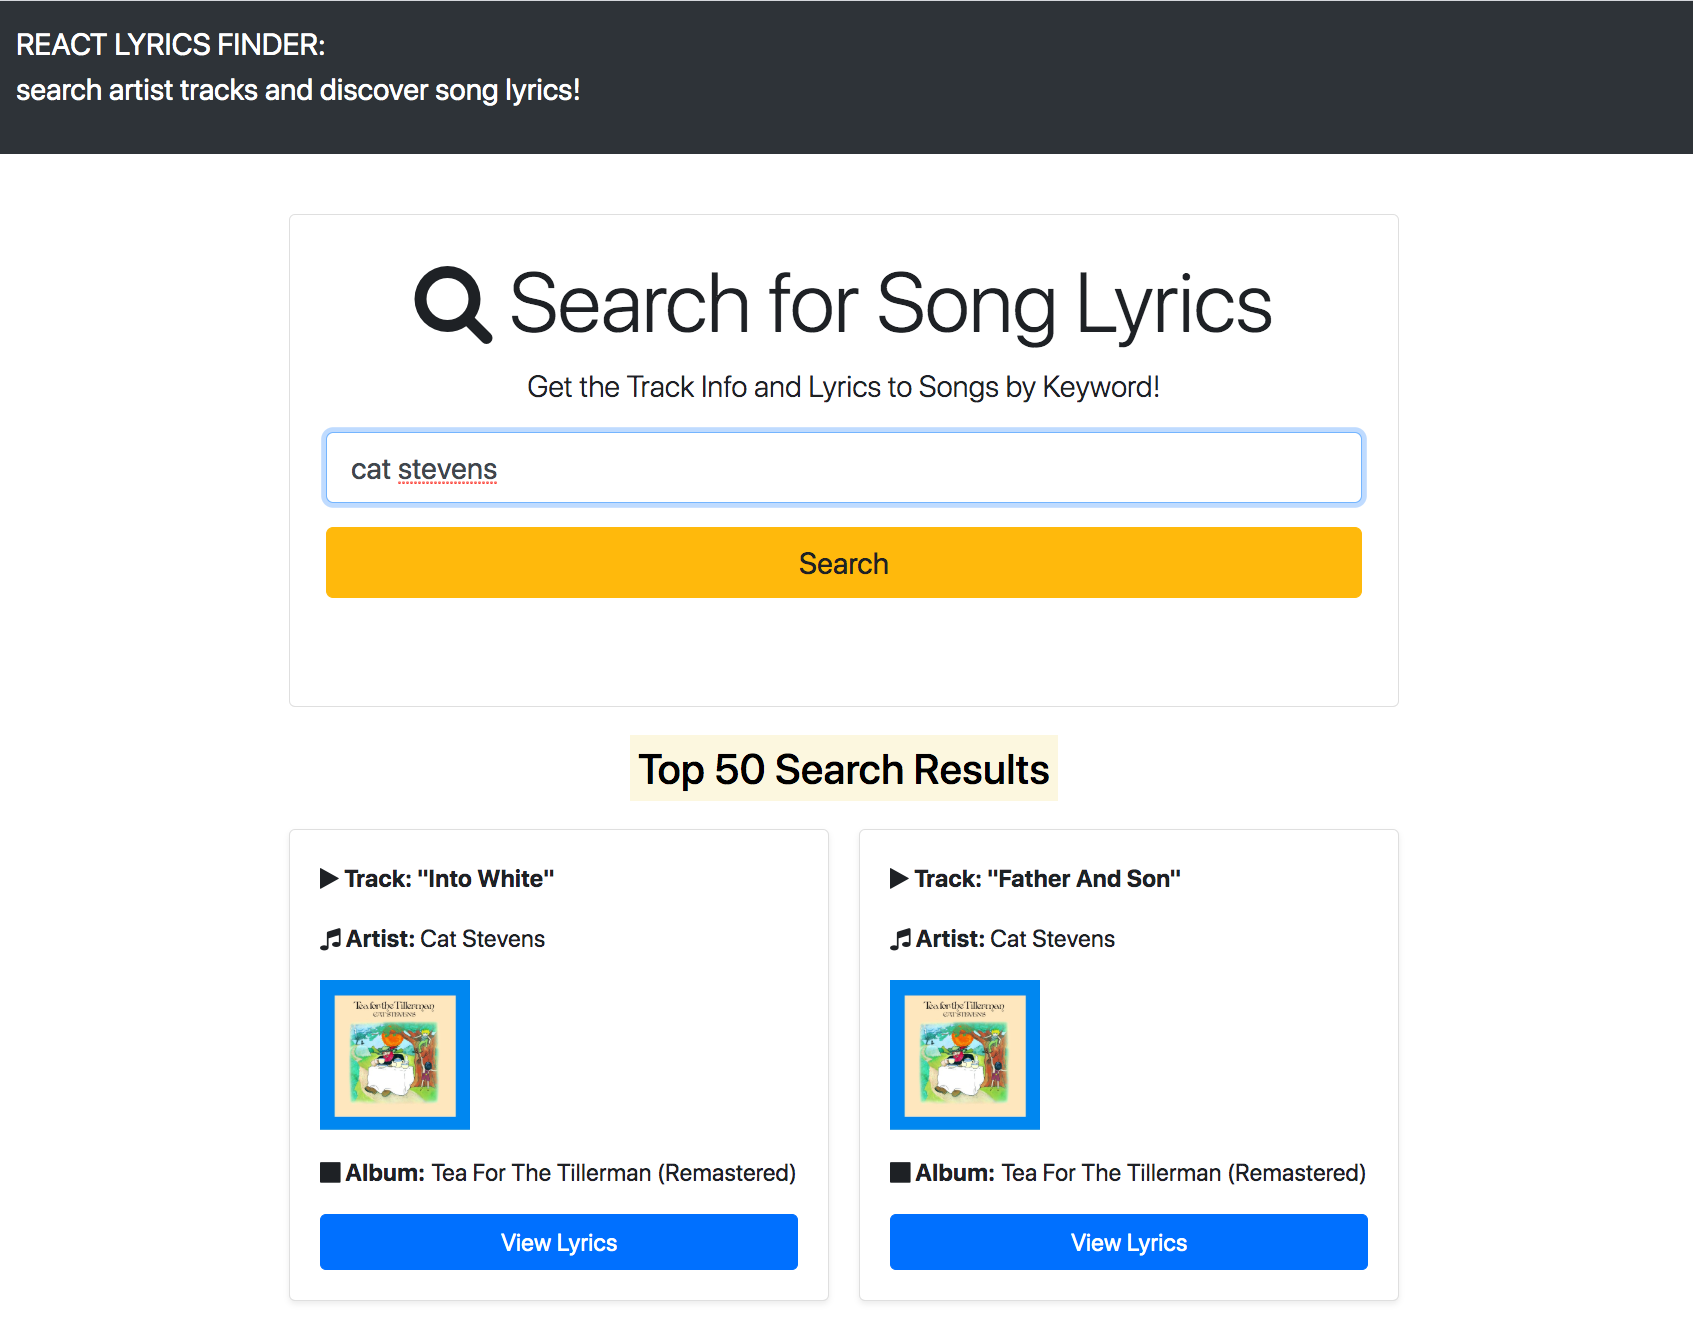 REACT LYRICS FINDER:
search artist tracks and discover song lyrics!
Search for Song Lyrics
Get the Track Info and Lyrics to Songs by Keyword!
cat stevens
Search
Top 50 Search Results
Track: "Into White"
Artist: Cat Stevens
Tea for the Tillerman
CAT STEVENS
Album: Tea For The Tillerman (Remastered)
View Lyrics
Track: "Father And Son"
Artist: Cat Stevens
Tea for the Tillerman
CAT STEVENS
Album: Tea For The Tillerman (Remastered)
View Lyrics